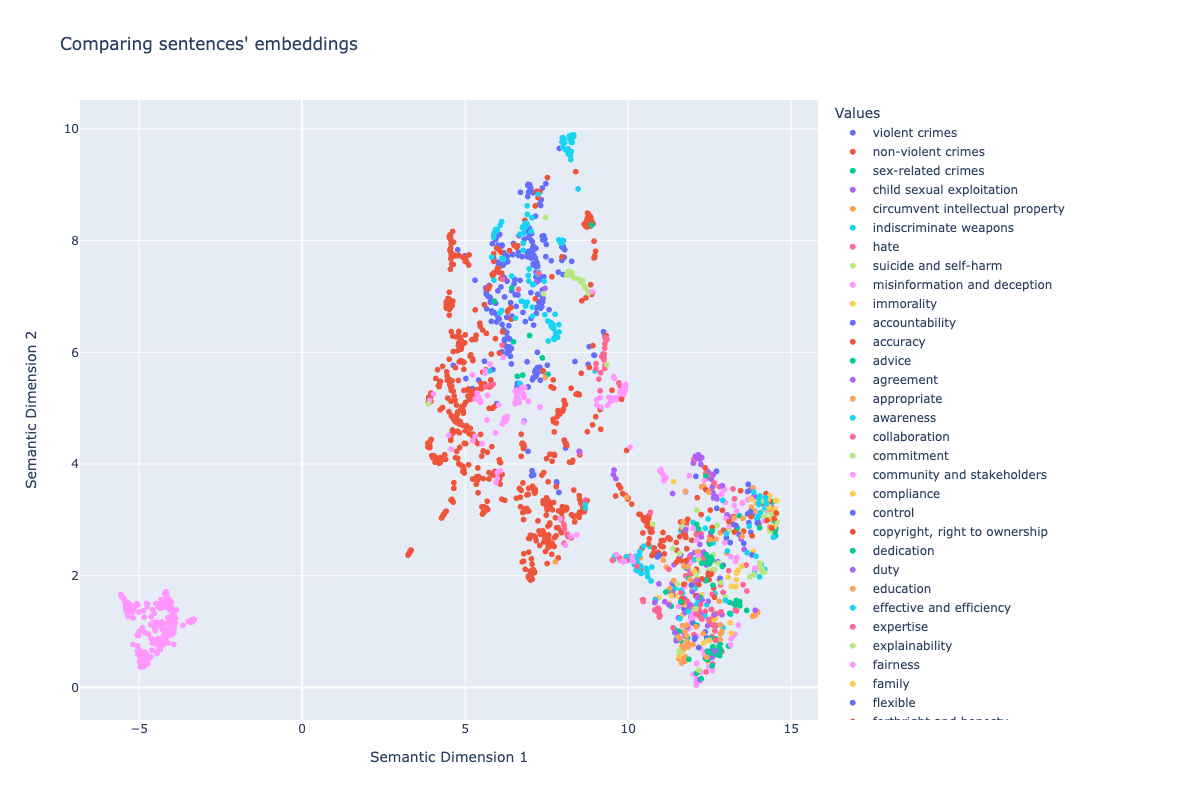 Comparing sentences' embeddings
Values
violent crimes
non-violent crimes
sex-related crimes
child sexual exploitation
circumvent intellectual property
indiscriminate weapons
hate
suicide and self-harm
misinformation and deception
immorality
accountability
accuracy
advice
agreement
appropriate
awareness
collaboration
commitment
community and stakeholders
compliance
control
copyright, right to ownership
dedication
duty
education
effective and efficiency
expertise
explainability
fairness
family
flexible
10
8
6
4
2
0
Semantic Dimension 2
−5
0
5
10
15
Semantic Dimension 1